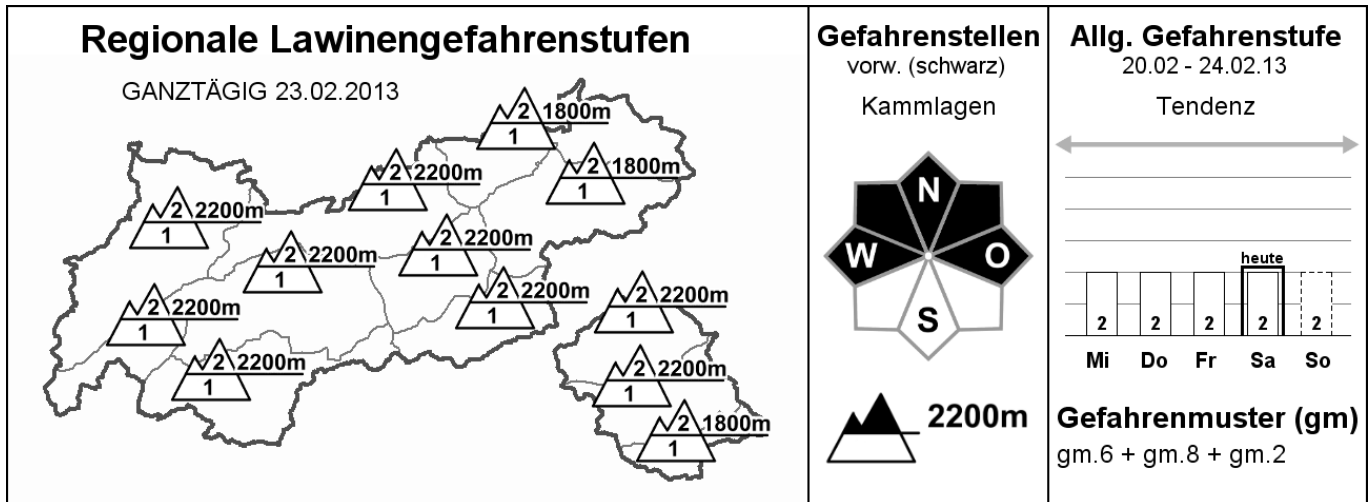 Regionale Lawinengefahrenstufen
GANZTÄGIG 23.02.2013
2 1800m
1
2 2200m
1
2 1800m
1
2 2200m
1
2 2200m
1
2 2200m
1
2 2200m
1
2 2200m
1
2 2200m
1
2 2200m
1
2 2200m
1
2 1800m
1
Gefahrenstellen
vorw. (schwarz)
Kammlagen
N
W O
S
2200m
Allg. Gefahrenstufe
20.02 - 24.02.13
Tendenz
heute
2 2 2 2 2
Mi Do Fr Sa So
Gefahrenmuster (gm)
gm.6 + gm.8 + gm.2